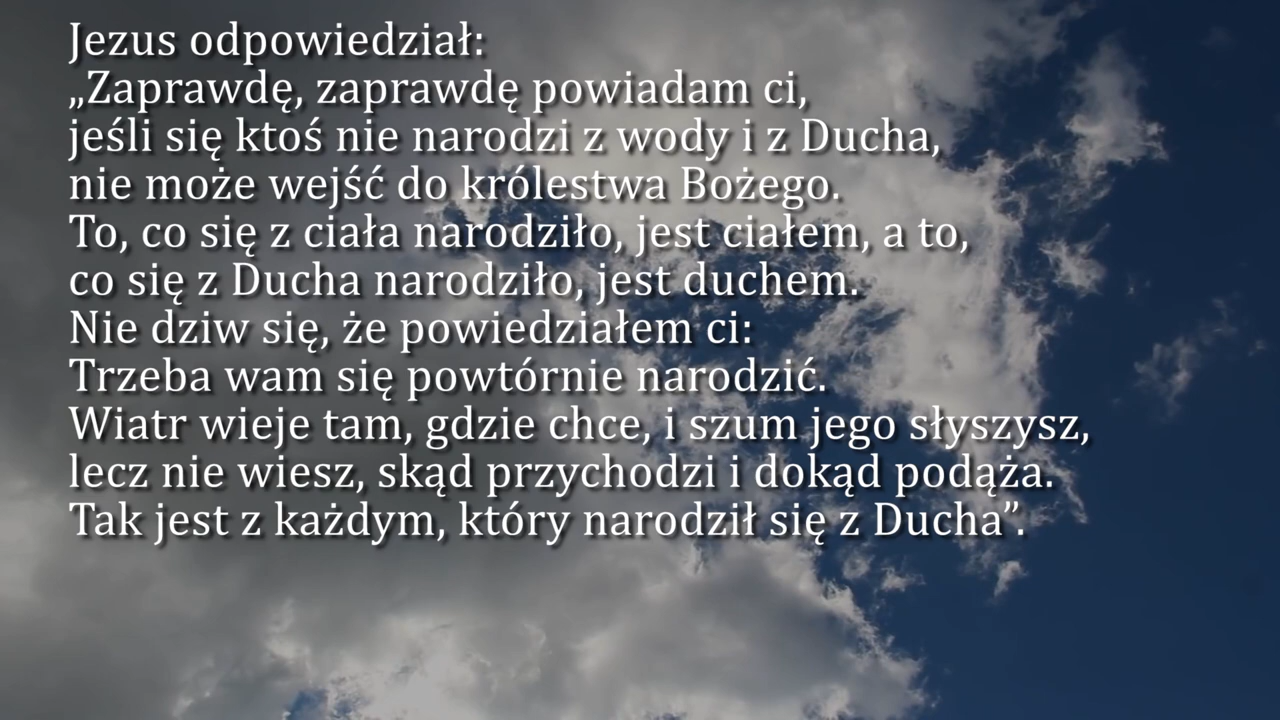 Jezus odpowiedział:
„Zaprawdę, zaprawdę powiadam ci,
jeśli się ktoś nie narodzi z wody i z Ducha,
nie może wejść do królestwa Bożego.
To, co się z ciała narodziło, jest ciałem, a to,
co się z Ducha narodziło, jest duchem.
Nie dziw się, że powiedziałem ci:
Trzeba wam się powtórnie narodzić.
Wiatr wieje tam, gdzie chce, i szum jego słyszysz,
lecz nie wiesz, skąd przychodzi i dokąd podąża.
Tak jest z każdym, który narodził się z Ducha”.